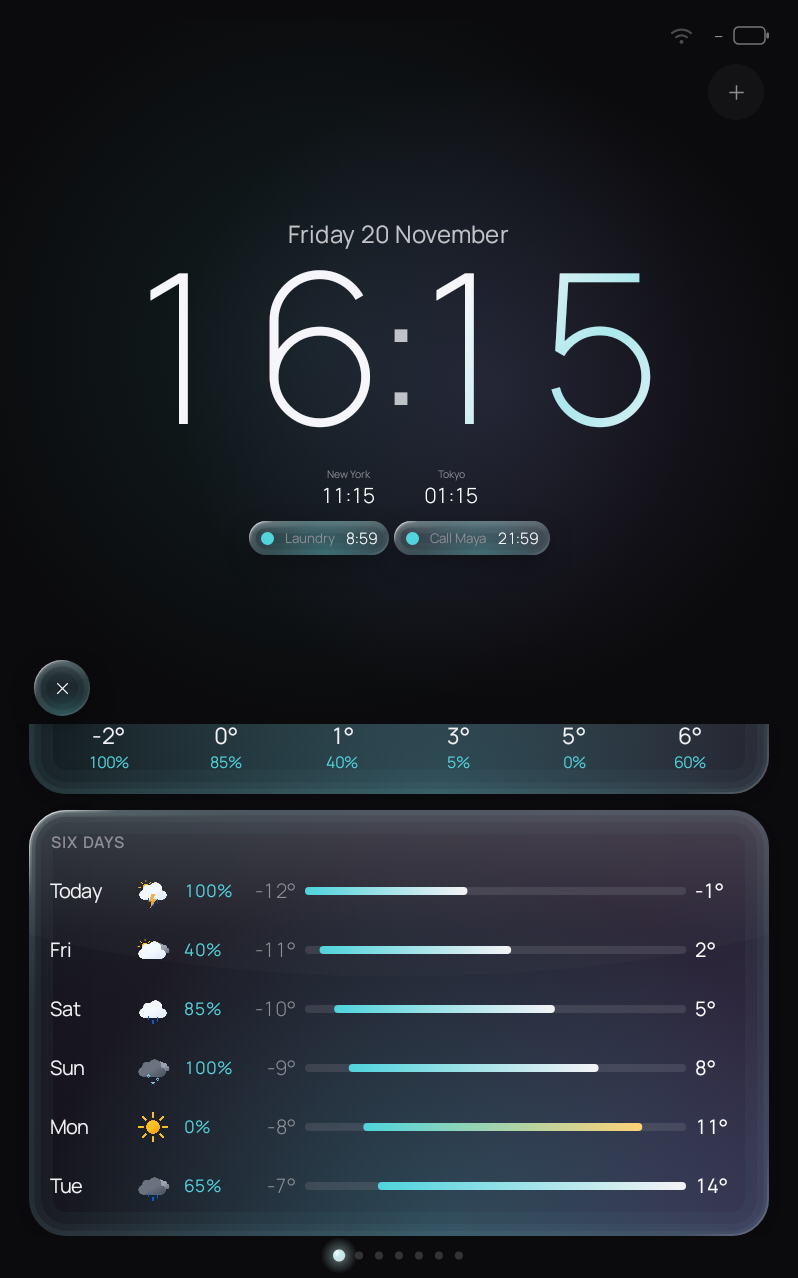 Friday 20 November
16:15
New York Tokyo
11:15 01:15
Laundry 8:59 Call Maya 21:59
-2° 0° 1° 3° 5° 6°
100% 85% 40% 5% 0% 60%
SIX DAYS
Today 100% -12° -1°
Fri 40% -11° 2°
Sat 85% -10° 5°
Sun 100% -9° 8°
Mon 0% -8° 11°
Tue 65% -7° 14°